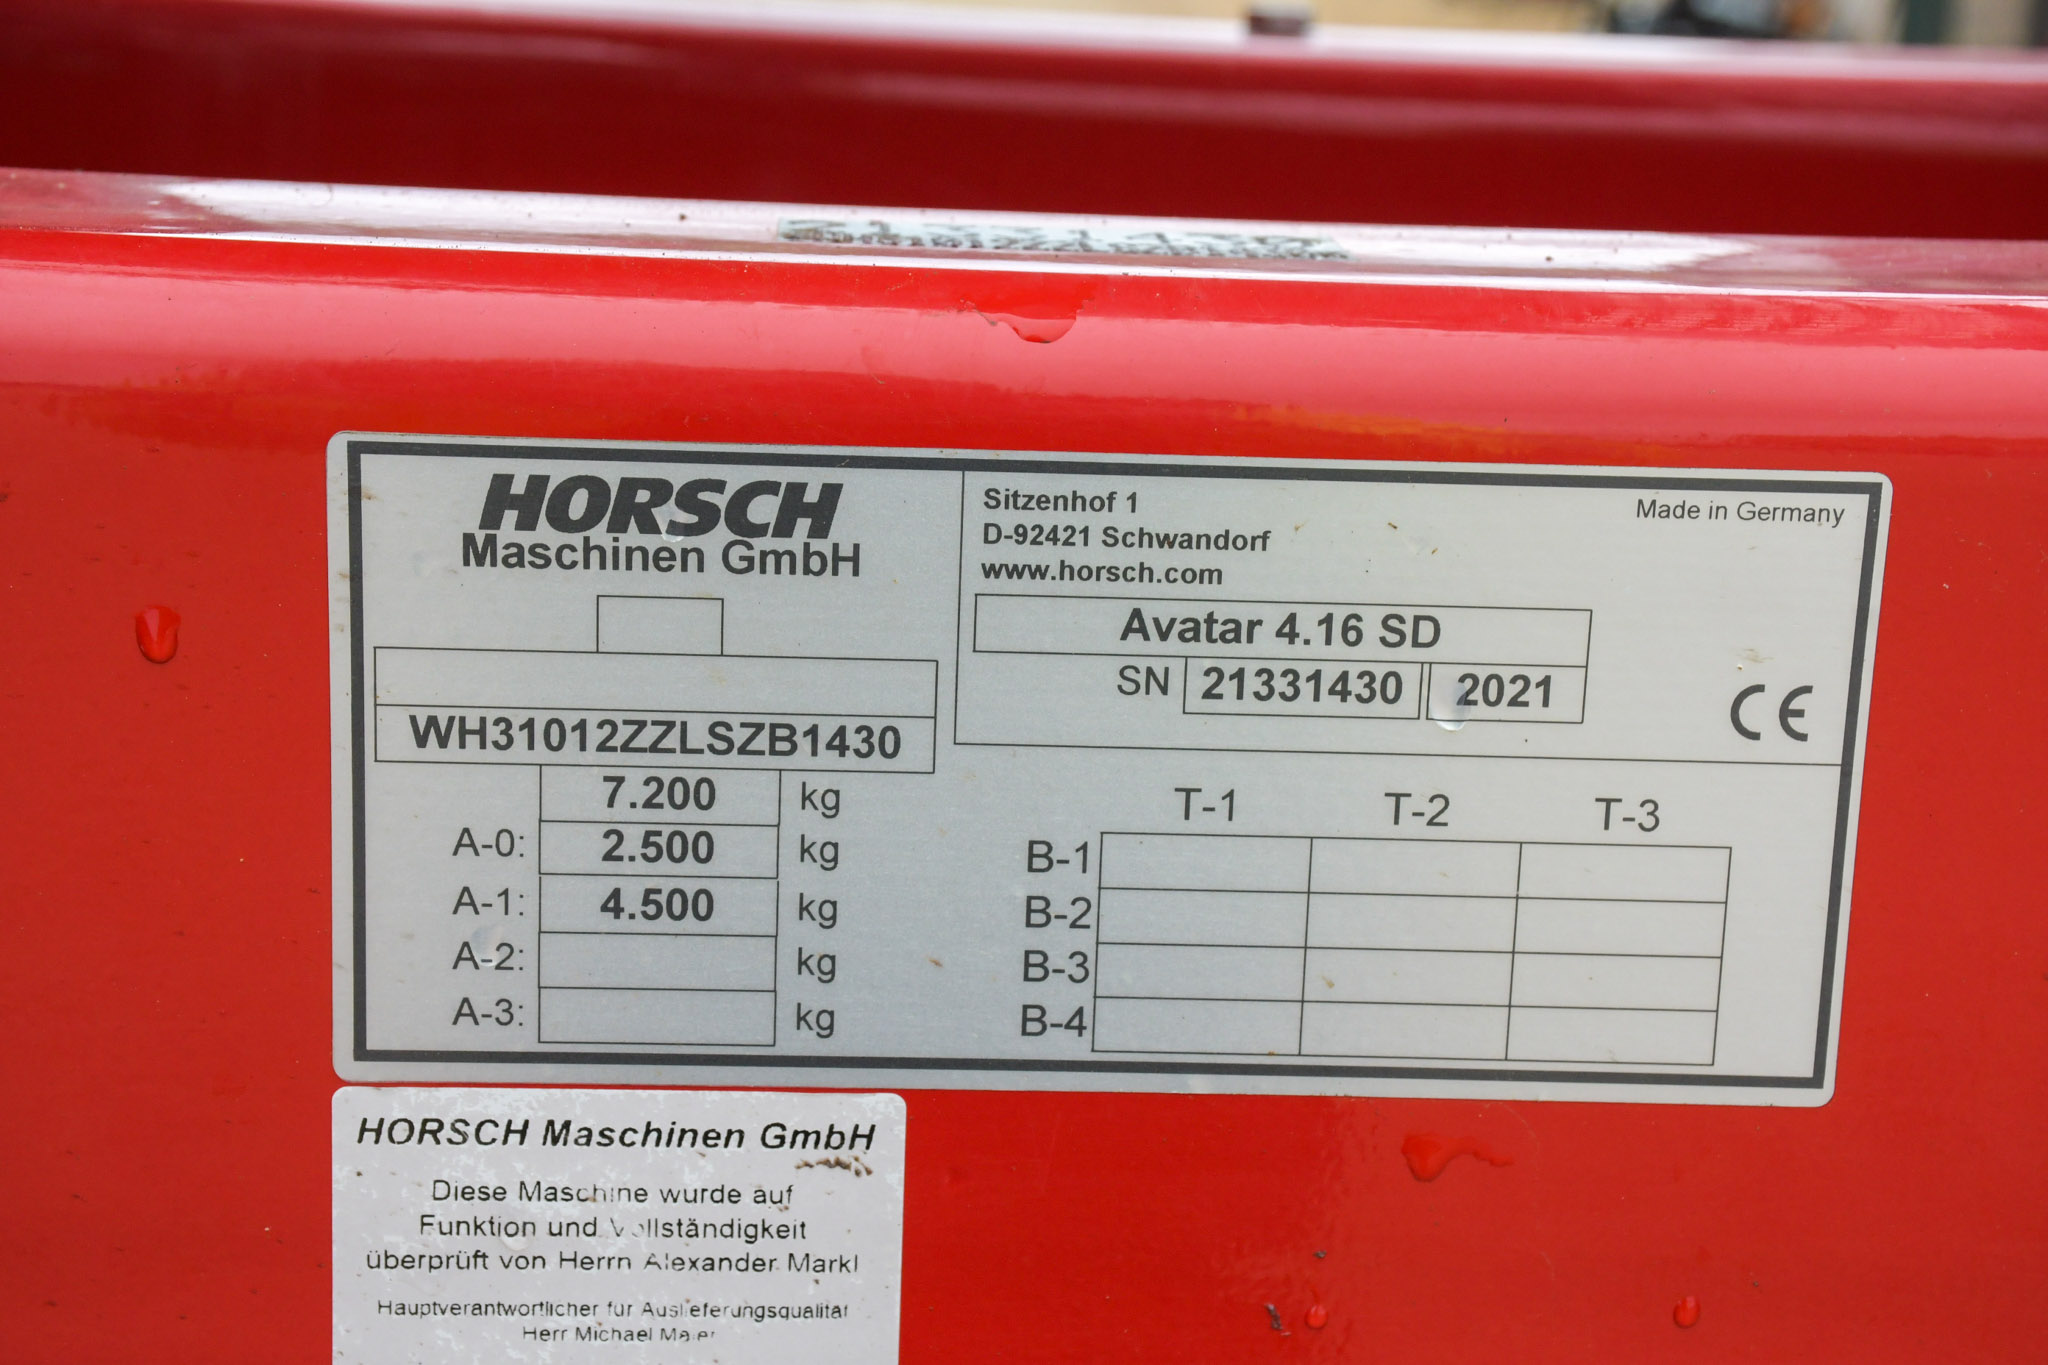 HORSCH
Maschinen GmbH
Sitzenhof 1
D-92421 Schwandorf
www.horsch.com
Made in Germany
Avatar 4.16 SD
SN 21331430 2021
CE
WH31012ZZLSZB1430
7.200 kg
A-0: 2.500 kg
A-1: 4.500 kg
A-2: kg
A-3: kg
T-1 T-2 T-3
B-1
B-2
B-3
B-4
HORSCH Maschinen GmbH
Diese Maschine wurde auf
Funktion und Vollständigkeit
überprüft von Herrn Alexander Markl
Hauptverantwortlicher für Auslieferungsqualität
Herr Michael Maier